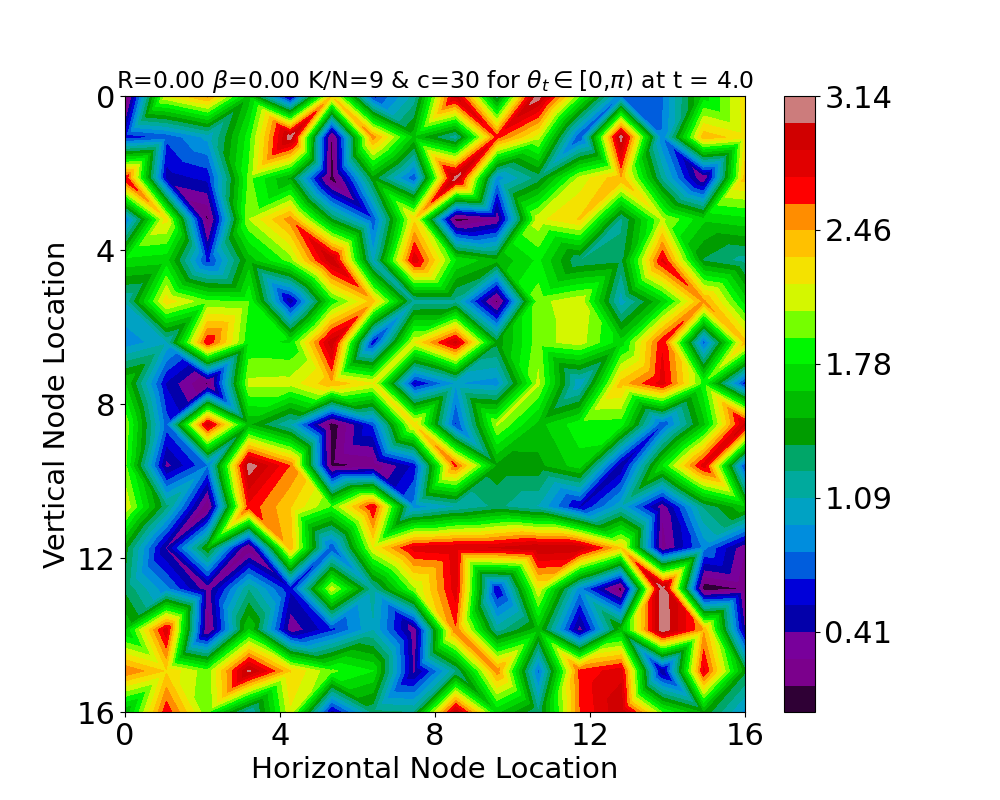 R=0.00 β=0.00 K/N=9 & c=30 for θₜ ∈ [0,π) at t = 4.0
0
4
8
12
16
Vertical Node Location
0 4 8 12 16
Horizontal Node Location
3.14
2.46
1.78
1.09
0.41